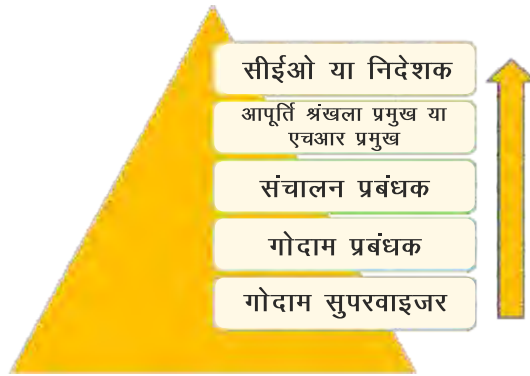 सीईओ या निदेशक
आपूर्ति श्रंखला प्रमुख या
एचआर प्रमुख
संचालन प्रबंधक
गोदाम प्रबंधक
गोदाम सुपरवाइजर